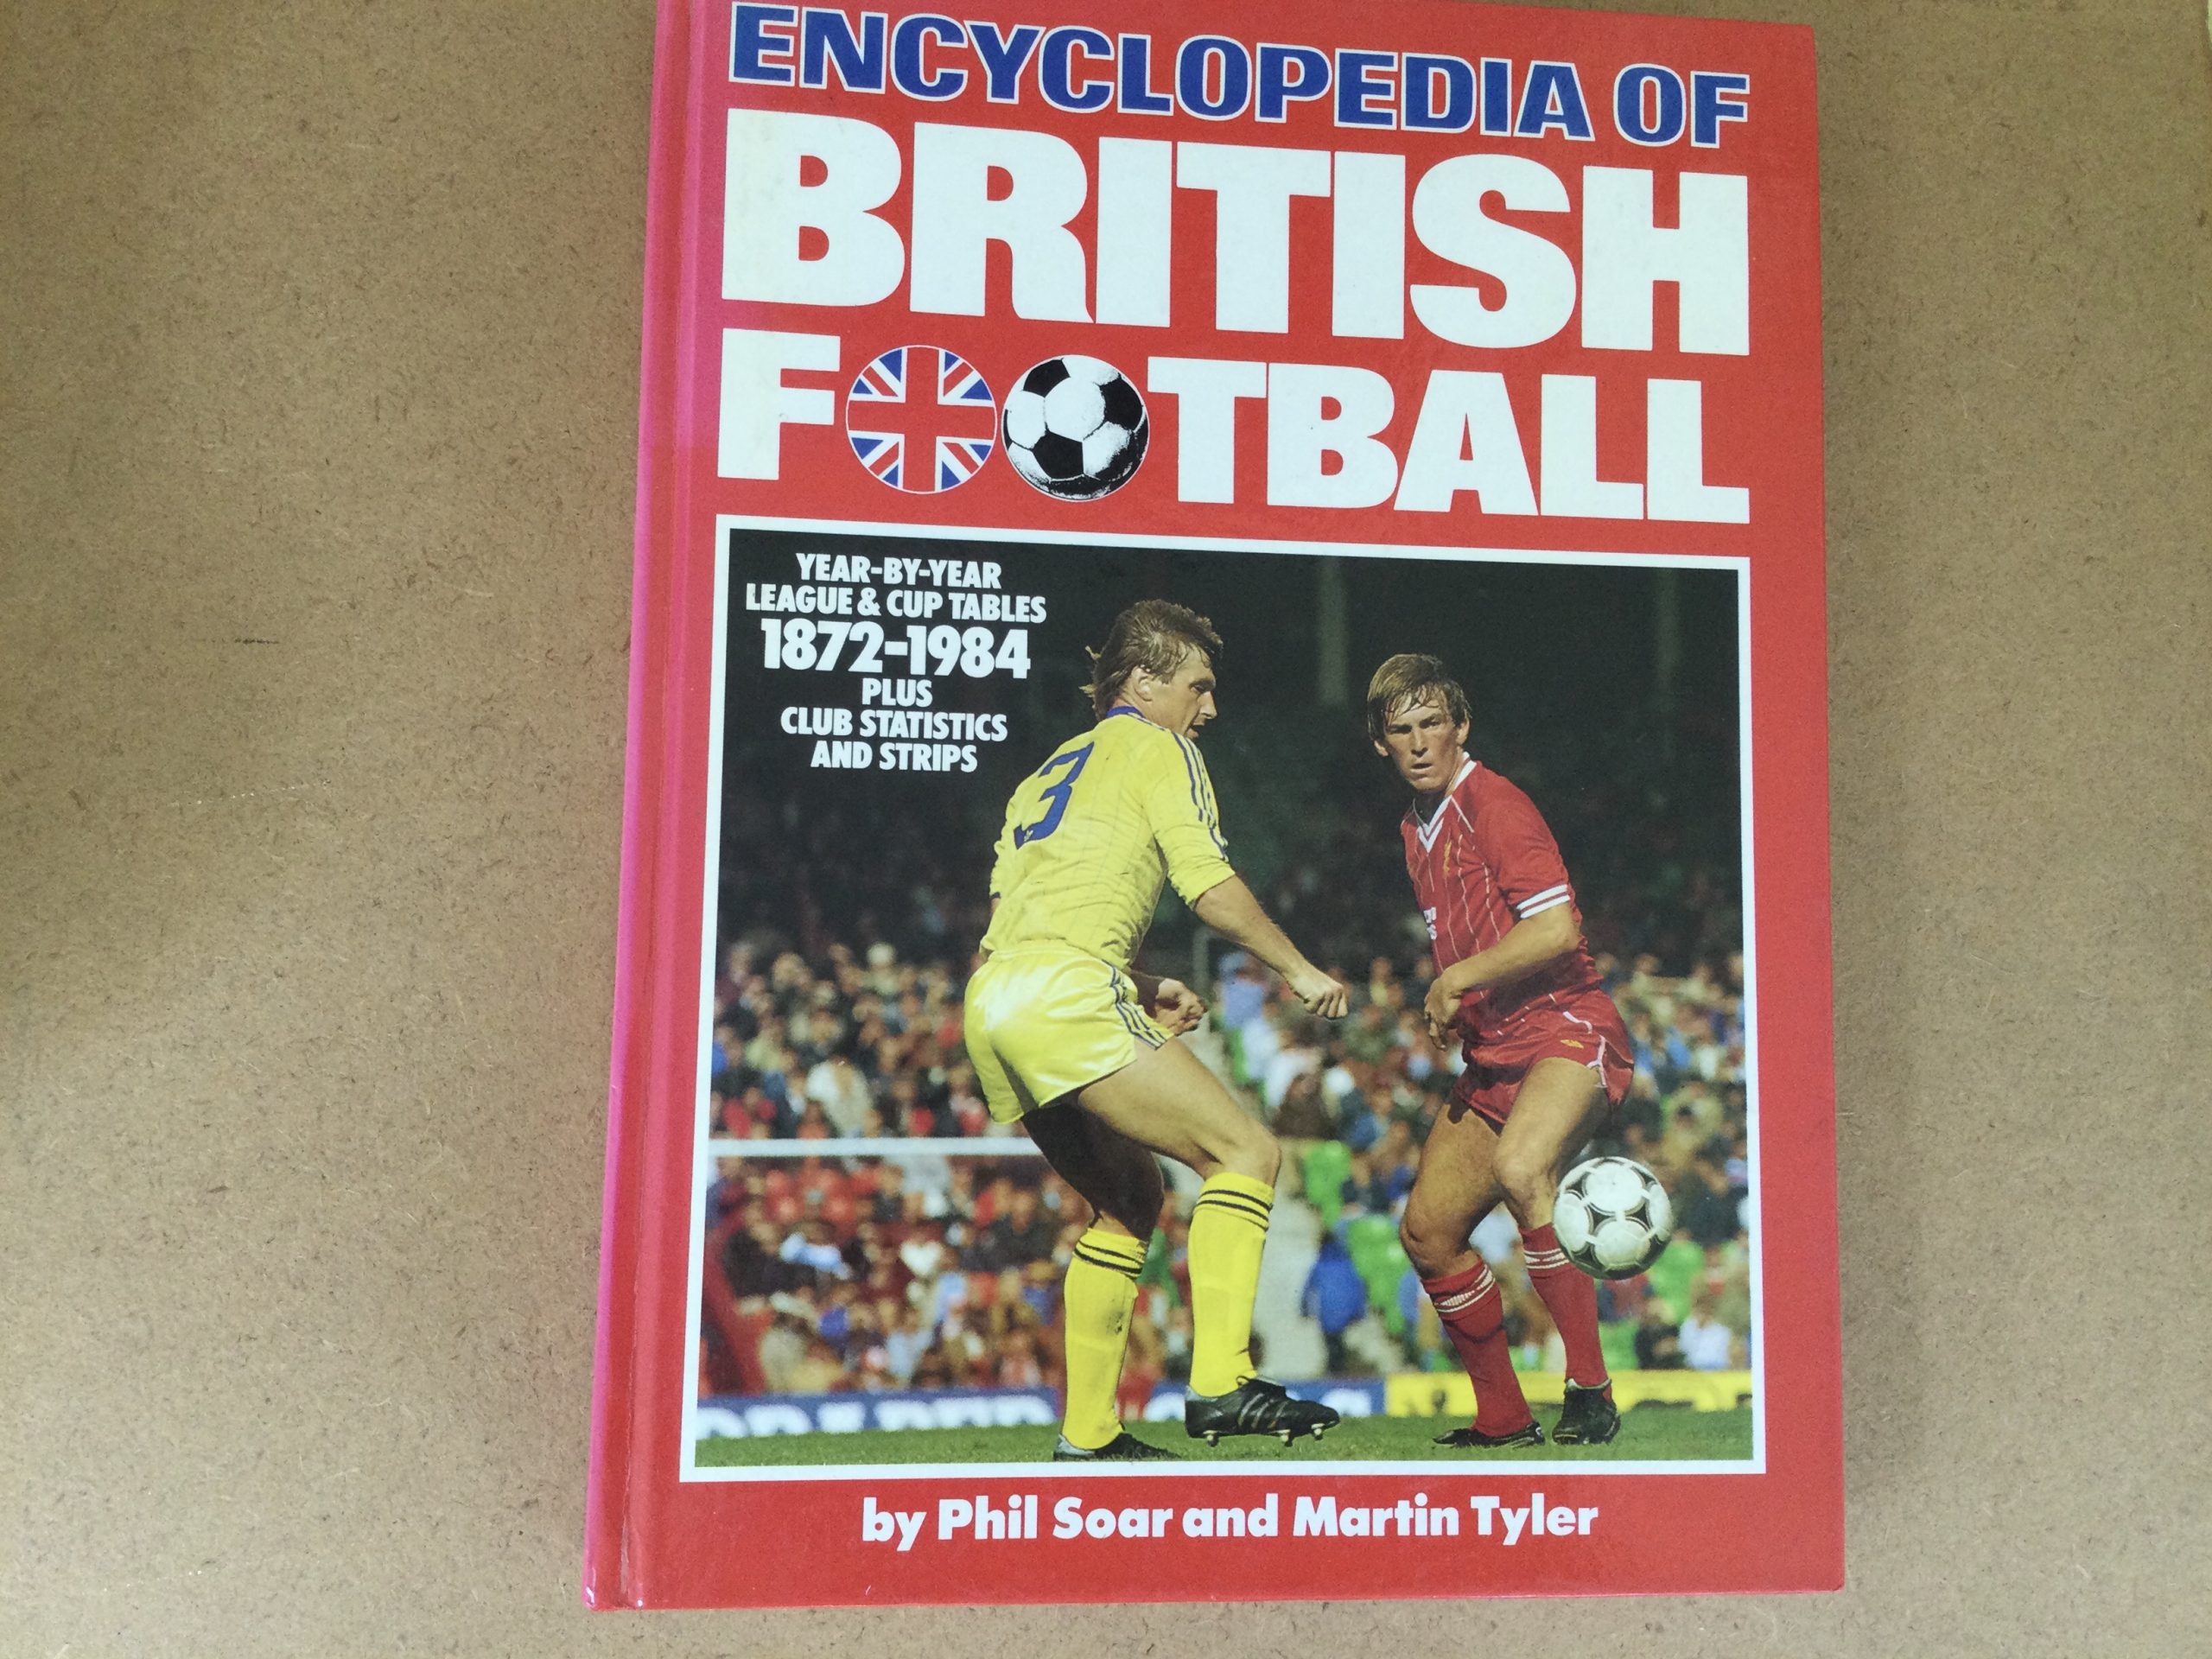 ENCYCLOPEDIA OF
BRITISH
FOOTBALL
YEAR-BY-YEAR
LEAGUE & CUP TABLES
1872-1984
PLUS
CLUB STATISTICS
AND STRIPS
3
by Phil Soar and Martin Tyler